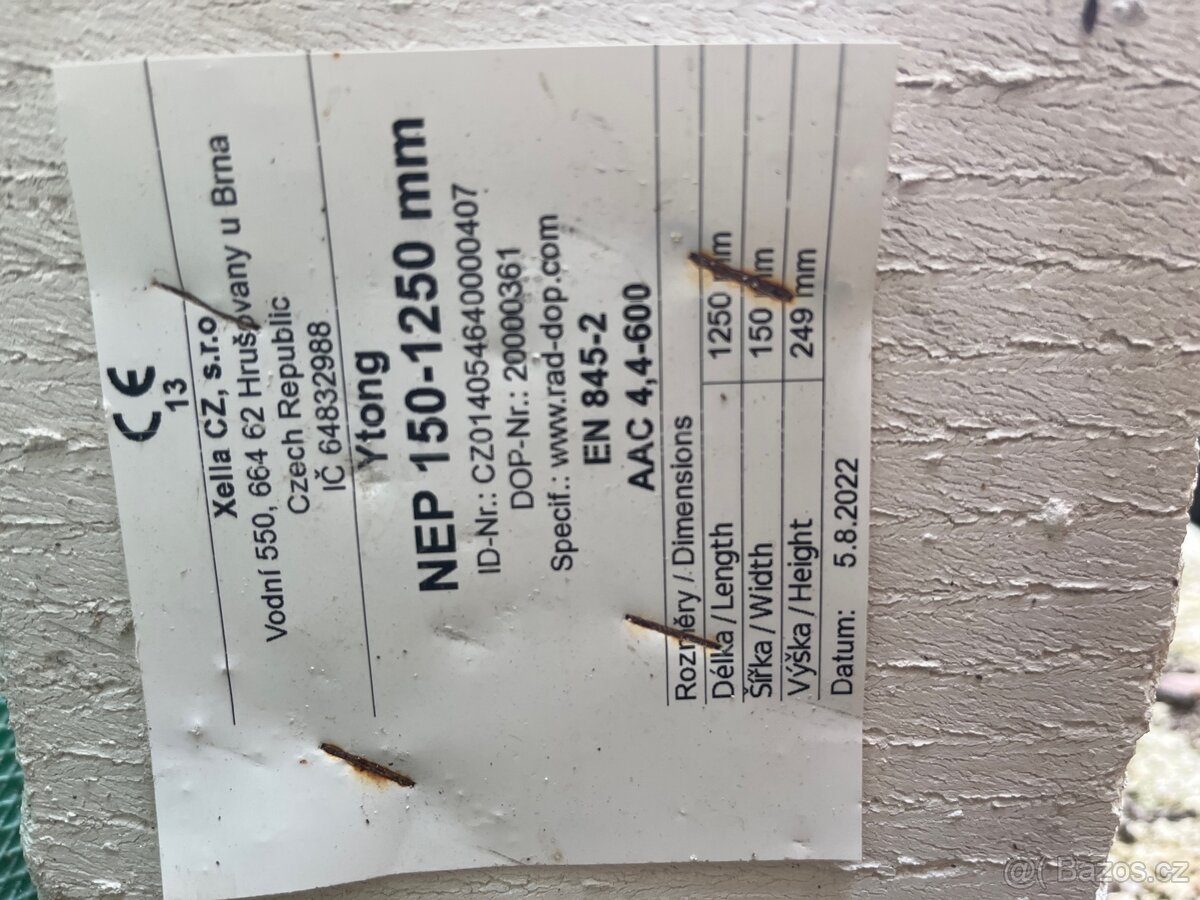 CE
13
Xella CZ, s.r.o.
Vodní 550, 664 62 Hrušovany u Brna
Czech Republic
IČ 64832988
Ytong
NEP 150-1250 mm
ID-Nr.: CZ014054640000407
DOP-Nr.: 20000361
Specif.: www.rad-dop.com
EN 845-2
AAC 4,4-600
Rozměry / Dimensions
Délka / Length 1250 mm
Šířka / Width 150 mm
Výška / Height 249 mm
Datum: 5.8.2022
Bazos.cz